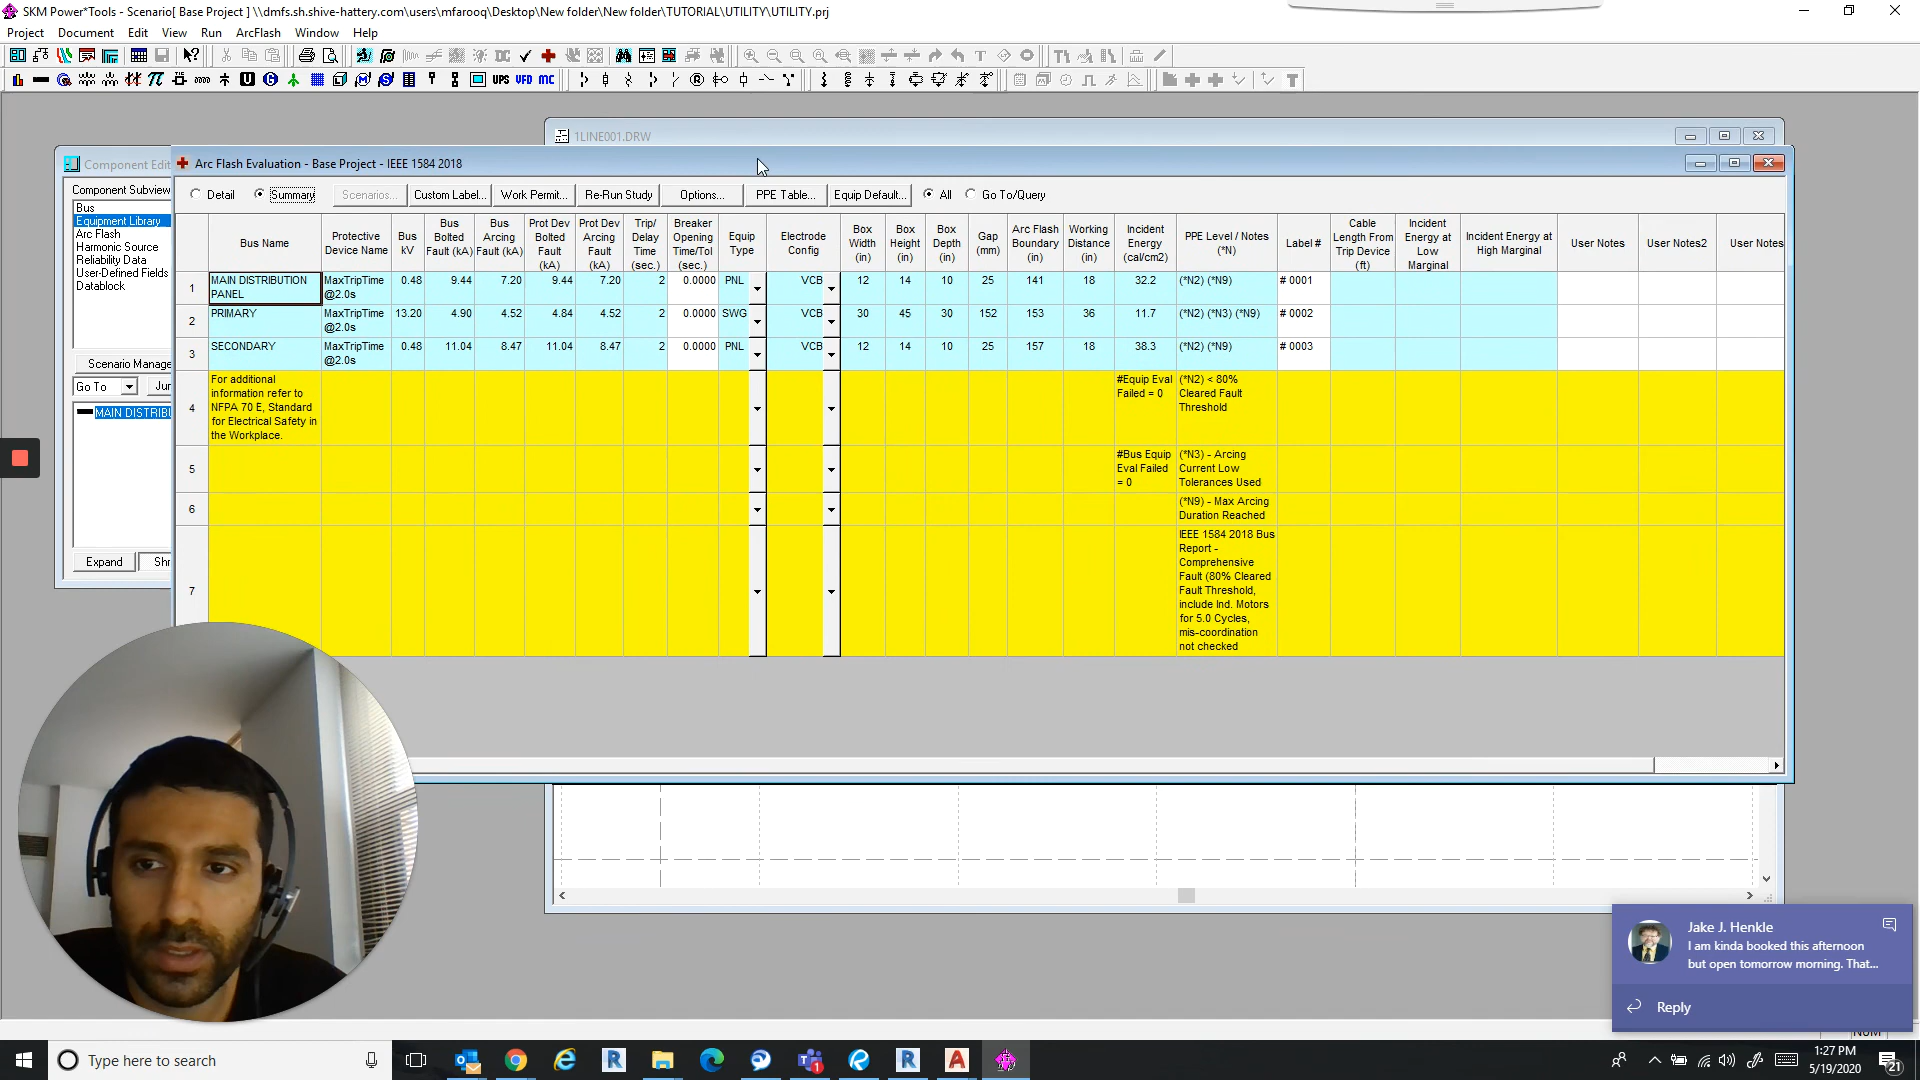 SKM Power*Tools - Scenario[ Base Project ] \\dmfs.sh.shive-hattery.com\users\mfarooq\Desktop\New folder\New folder\TUTORIAL\UTILITY\UTILITY.prj
Project Document Edit View Run ArcFlash Window Help
UPS VFD MC
1LINE001.DRW
Component Edit
Component Subview
Bus
Equipment Library
Arc Flash
Harmonic Source
Reliability Data
User-Defined Fields
Datablock
Scenario Manage
Go To Jur
MAIN DISTRIBU
Expand Shr
Arc Flash Evaluation - Base Project - IEEE 1584 2018
Detail Summary Scenarios... Custom Label... Work Permit... Re-Run Study Options... PPE Table... Equip Default... All Go To/Query
Bus Name
Protective
Device Name
Bus
kV
Bus
Bolted
Fault (kA)
Bus
Arcing
Fault (kA)
Prot Dev
Bolted
Fault
(kA)
Prot Dev
Arcing
Fault
(kA)
Trip/
Delay
Time
(sec.)
Breaker
Opening
Time/Tol
(sec.)
Equip
Type
Electrode
Config
Box
Width
(in)
Box
Height
(in)
Box
Depth
(in)
Gap
(mm)
Arc Flash
Boundary
(in)
Working
Distance
(in)
Incident
Energy
(cal/cm2)
PPE Level / Notes
(*N)
Label #
Cable
Length From
Trip Device
(ft)
Incident
Energy at
Low
Marginal
Incident Energy at
High Marginal
User Notes
User Notes2
User Notes
1 MAIN DISTRIBUTION MaxTripTime 0.48 9.44 7.20 9.44 7.20 2 0.0000 PNL VCB 12 14 10 25 141 18 32.2 (*N2) (*N9) # 0001
PANEL @2.0s
2 PRIMARY MaxTripTime 13.20 4.90 4.52 4.84 4.52 2 0.0000 SWG VCB 30 45 30 152 153 36 11.7 (*N2) (*N3) (*N9) # 0002
@2.0s
3 SECONDARY MaxTripTime 0.48 11.04 8.47 11.04 8.47 2 0.0000 PNL VCB 12 14 10 25 157 18 38.3 (*N2) (*N9) # 0003
@2.0s
4
For additional
information refer to
NFPA 70 E, Standard
for Electrical Safety in
the Workplace.
#Equip Eval
Failed = 0
(*N2) < 80%
Cleared Fault
Threshold
5
#Bus Equip
Eval Failed
= 0
(*N3) - Arcing
Current Low
Tolerances Used
6
(*N9) - Max Arcing
Duration Reached
7
IEEE 1584 2018 Bus
Report -
Comprehensive
Fault (80% Cleared
Fault Threshold,
include Ind. Motors
for 5.0 Cycles,
mis-coordination
not checked
Jake J. Henkle
I am kinda booked this afternoon
but open tomorrow morning. That...
Reply
NUM
Type here to search
1:27 PM
5/19/2020
21